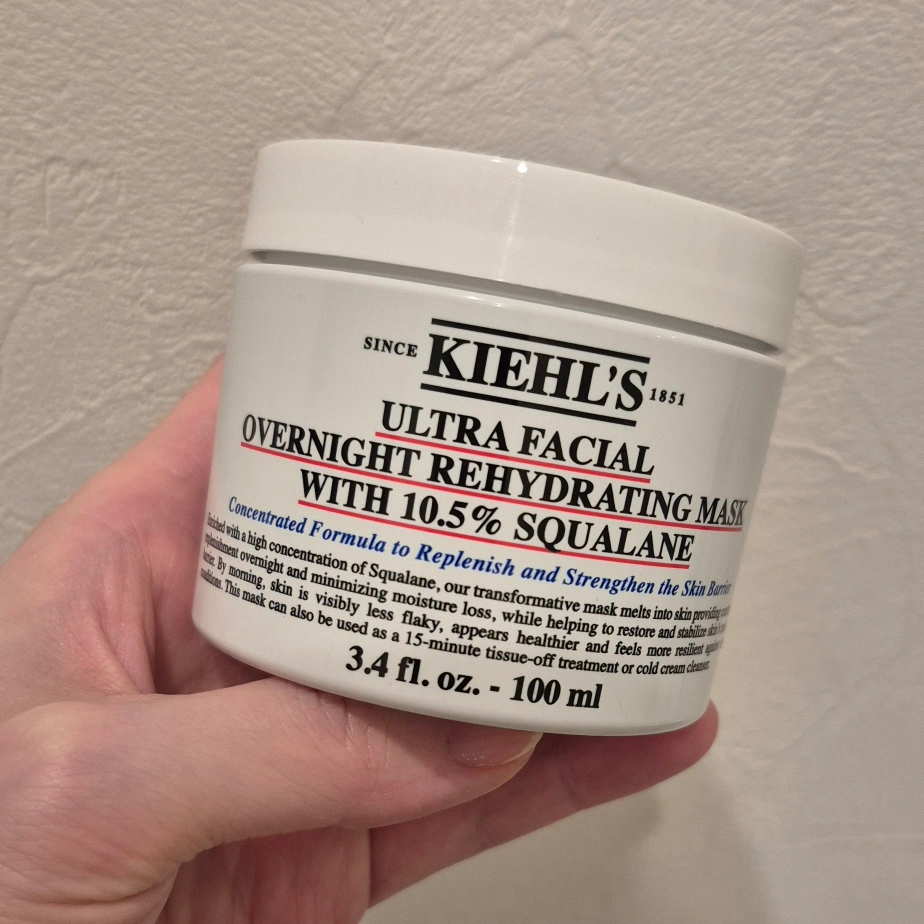 SINCE KIEHL'S 1851
ULTRA FACIAL
OVERNIGHT REHYDRATING MASK
WITH 10.5% SQUALANE
Concentrated Formula to Replenish and Strengthen the Skin Barrier
Enriched with a high concentration of Squalane, our transformative mask melts into skin providing
replenishment overnight and minimizing moisture loss, while helping to restore and stabilize skin's
barrier. By morning, skin is visibly less flaky, appears healthier and feels more resilient against
conditions. This mask can also be used as a 15-minute tissue-off treatment or cold cream cleanser.
3.4 fl. oz. - 100 ml